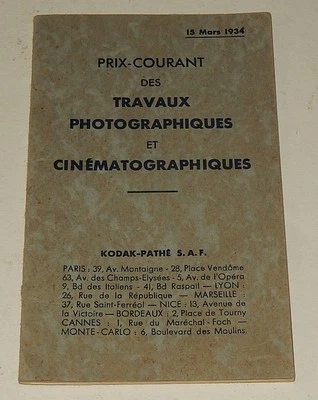 15 Mars 1934
PRIX-COURANT
DES
TRAVAUX
PHOTOGRAPHIQUES
ET
CINÉMATOGRAPHIQUES
KODAK-PATHÉ S. A. F.
PARIS : 39, Av. Montaigne - 28, Place Vendôme
63, Av. des Champs-Elysées - 5, Av. de l'Opéra
9, Bd des Italiens - 41, Bd Raspail — LYON :
26, Rue de la République — MARSEILLE :
37, Rue Saint-Ferréol — NICE : 13, Avenue de
la Victoire — BORDEAUX : 2, Place de Tourny
CANNES : 1, Rue du Maréchal-Foch —
MONTE-CARLO : 6, Boulevard des Moulins.